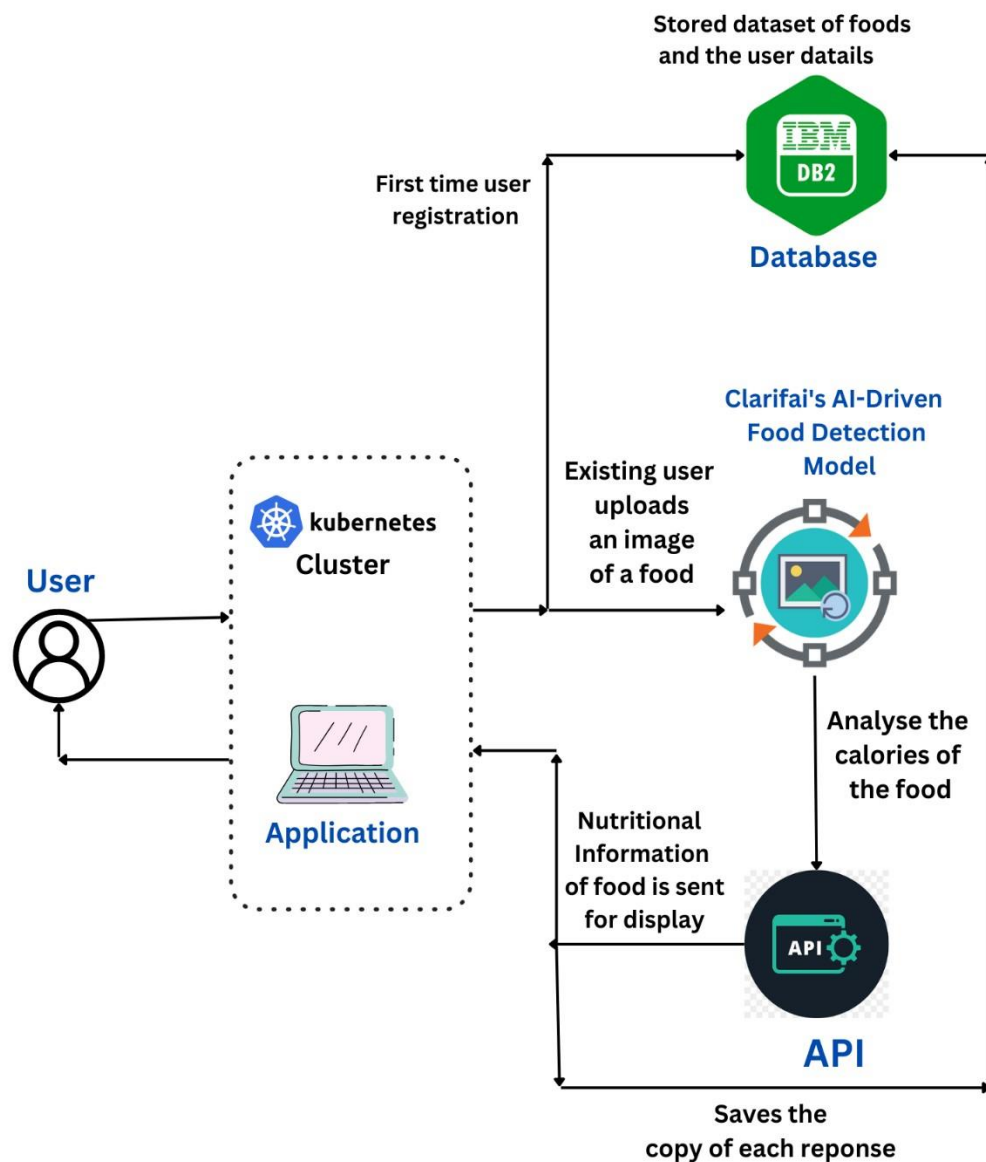 Stored dataset of foods
and the user datails
IBM
DB2
Database
First time user
registration
Clarifai's AI-Driven
Food Detection
Model
Existing user
uploads
an image
of a food
kubernetes
Cluster
User
Application
Analyse the
calories of
the food
Nutritional
Information
of food is sent
for display
API
API
Saves the
copy of each reponse